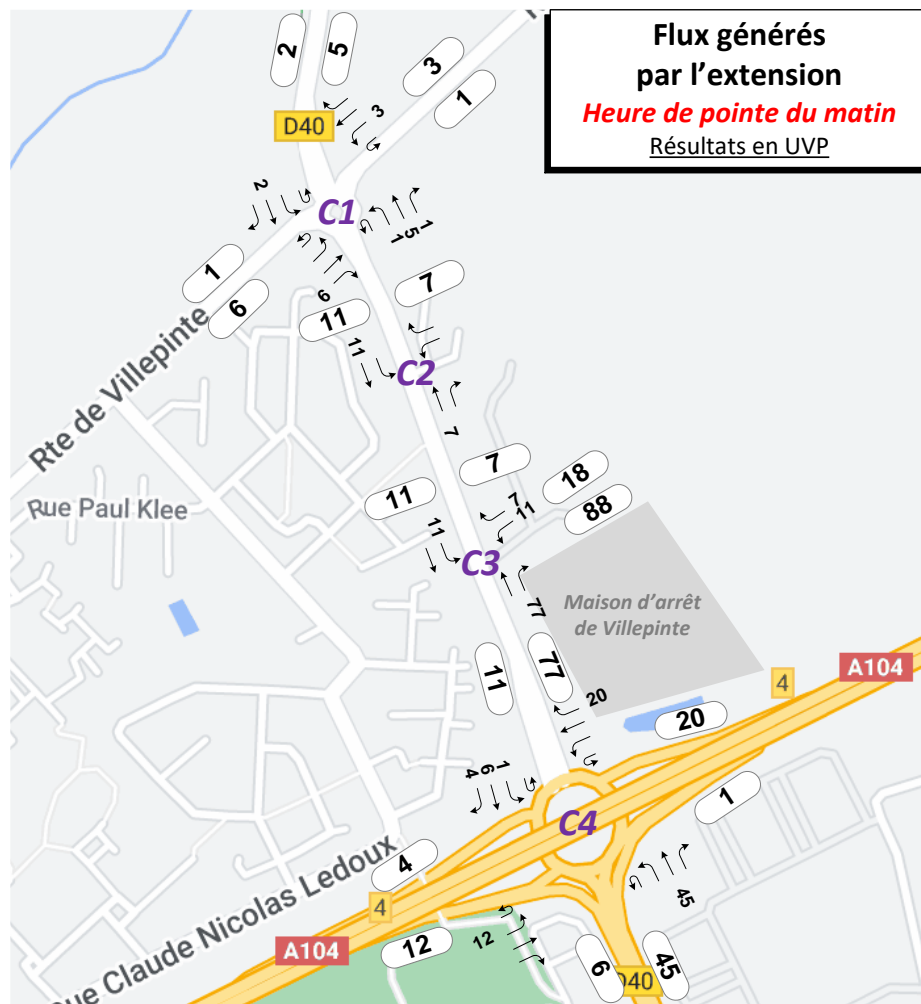 Flux générés
par l'extension
Heure de pointe du matin
Résultats en UVP
2
5
3
1
D40
3
2
C1
1
5
1
1
6
6
7
11
11
C2
Rte de Villepinte
7
7
18
11
88
Rue Paul Klee
7
11
11
C3
77
Maison d'arrêt
de Villepinte
11
77
20
4
A104
20
1
6
4
1
C4
Rue Claude Nicolas Ledoux
4
4
45
12
12
A104
6
45
D40